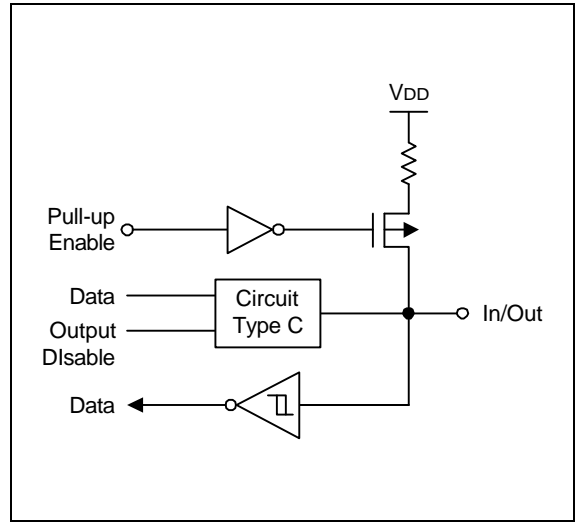 VDD
Pull-up
Enable
Data
Output
DIsable
Circuit
Type C
In/Out
Data